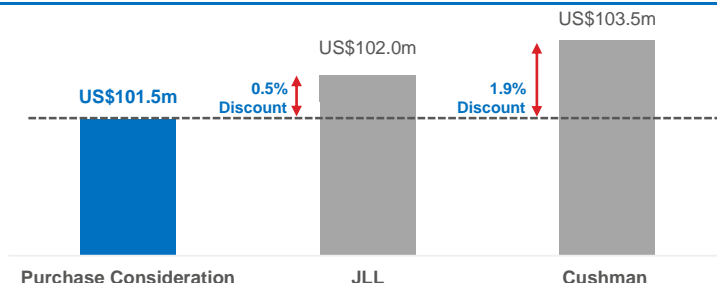 US$103.5m
US$102.0m
US$101.5m
0.5%
Discount
1.9%
Discount
Purchase Consideration
JLL
Cushman